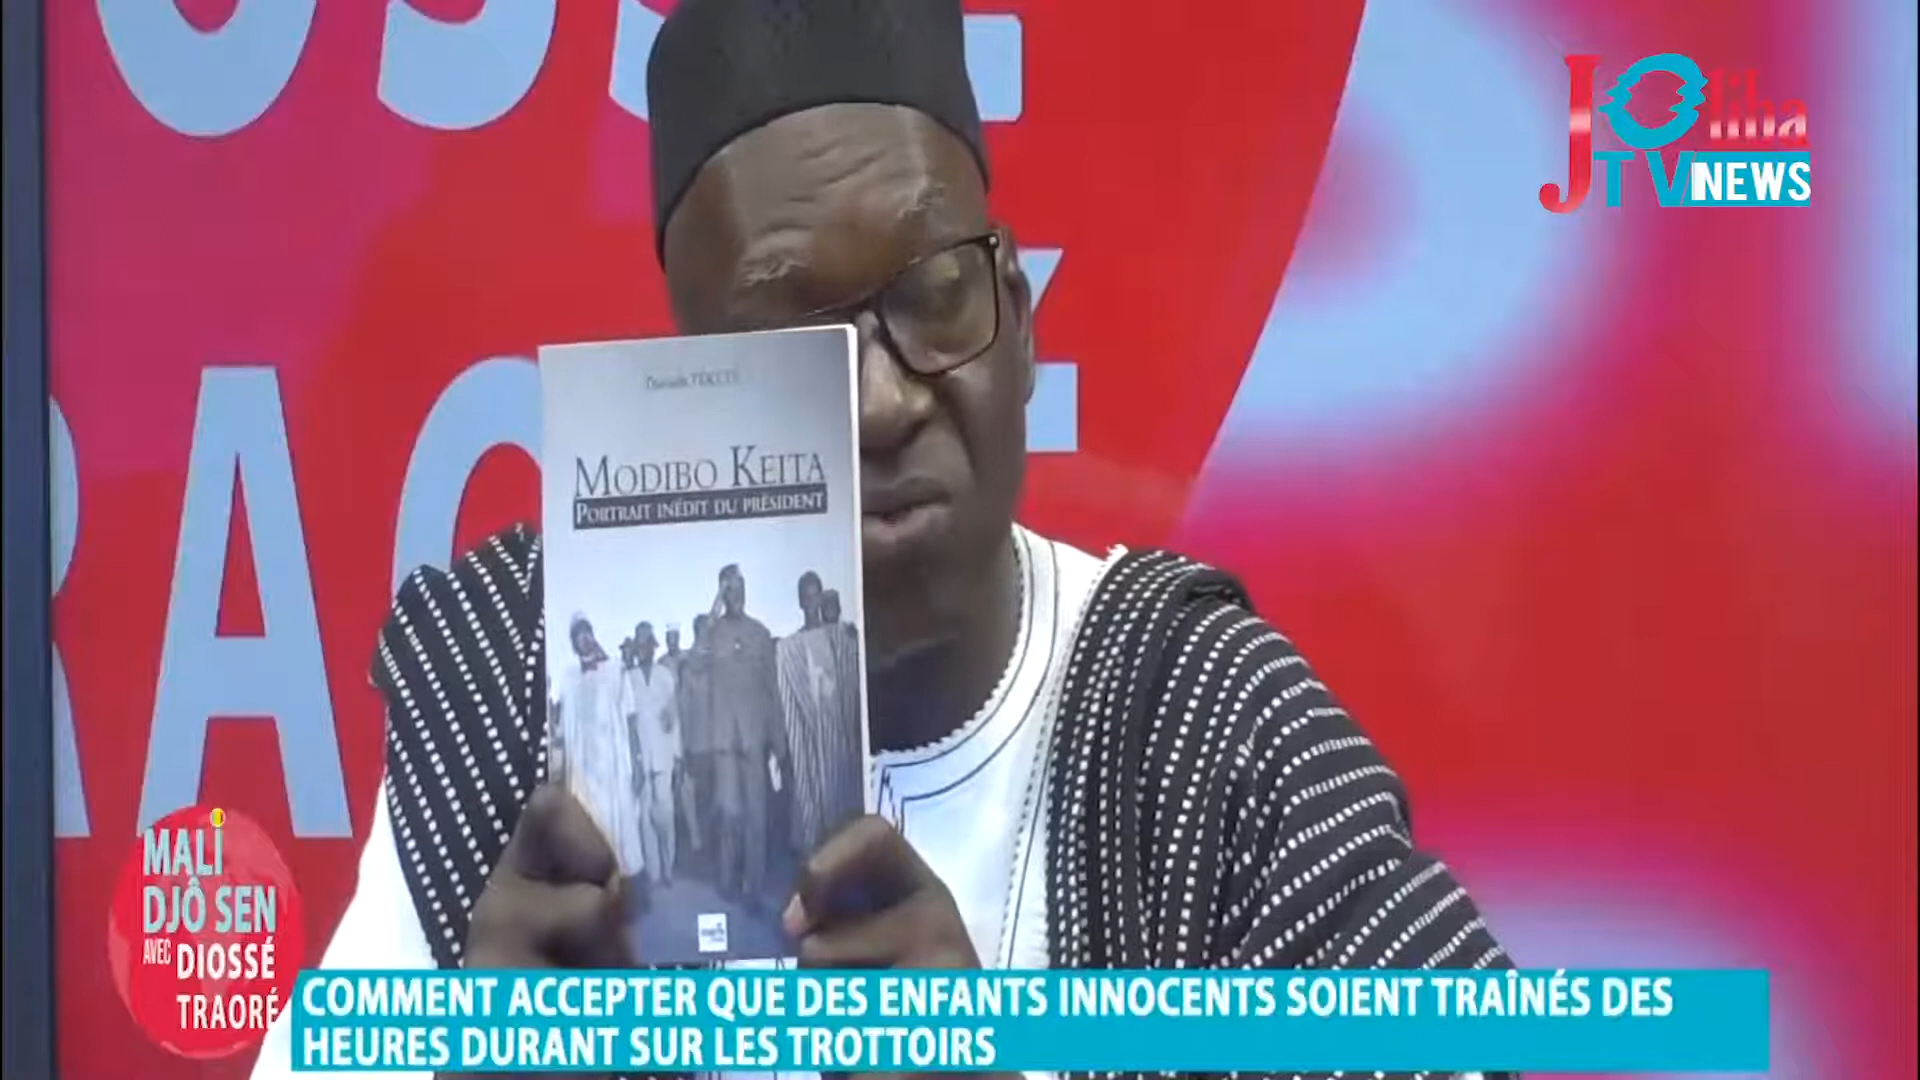 JOliba
TV NEWS
MODIBO KEITA
PORTRAIT INÉDIT DU PRÉSIDENT
MALI
DJÔ SEN
AVEC DIOSSÉ
TRAORÉ
COMMENT ACCEPTER QUE DES ENFANTS INNOCENTS SOIENT TRAÎNÉS DES
HEURES DURANT SUR LES TROTTOIRS